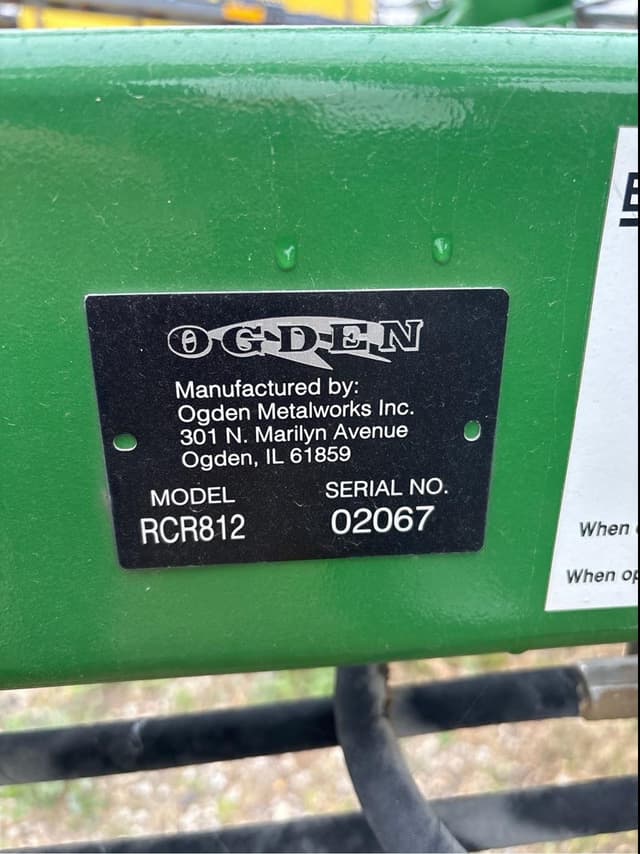 OGDEN
Manufactured by:
Ogden Metalworks Inc.
301 N. Marilyn Avenue
Ogden, IL 61859
MODEL SERIAL NO.
RCR812 02067
When
When